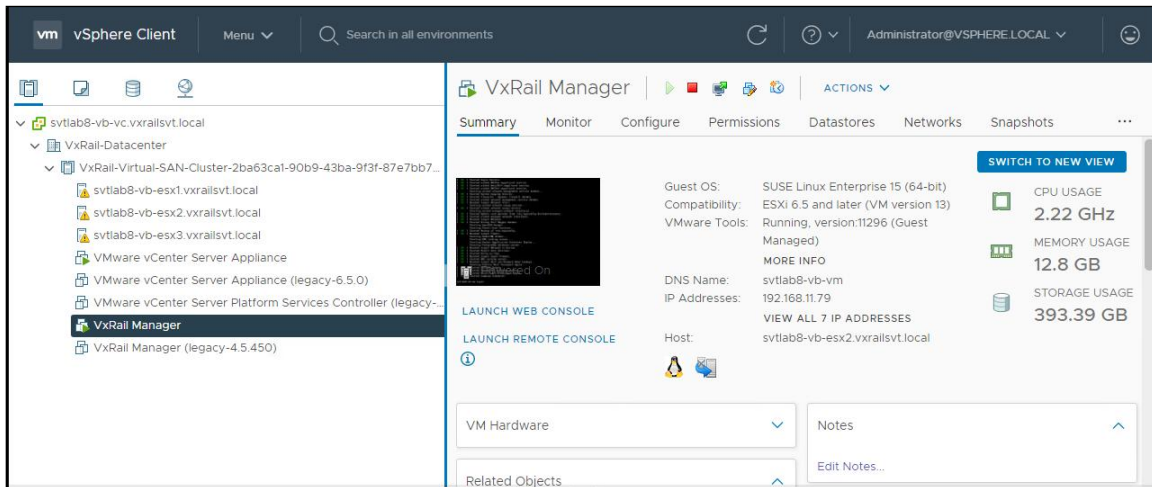 vm vSphere Client Menu Search in all environments Administrator@VSPHERE.LOCAL
svtlab8-vb-vc.vxrailsvt.local
VxRail-Datacenter
VxRail-Virtual-SAN-Cluster-2ba63ca1-90b9-43ba-9f3f-87e7bb7...
svtlab8-vb-esx1.vxrailsvt.local
svtlab8-vb-esx2.vxrailsvt.local
svtlab8-vb-esx3.vxrailsvt.local
VMware vCenter Server Appliance
VMware vCenter Server Appliance (legacy-6.5.0)
VMware vCenter Server Platform Services Controller (legacy-...
VxRail Manager
VxRail Manager (legacy-4.5.450)
VxRail Manager ACTIONS
Summary Monitor Configure Permissions Datastores Networks Snapshots ...
SWITCH TO NEW VIEW
Powered On
LAUNCH WEB CONSOLE
LAUNCH REMOTE CONSOLE
Guest OS: SUSE Linux Enterprise 15 (64-bit)
Compatibility: ESXi 6.5 and later (VM version 13)
VMware Tools: Running, version:11296 (Guest
Managed)
MORE INFO
DNS Name: svtlab8-vb-vm
IP Addresses: 192.168.11.79
VIEW ALL 7 IP ADDRESSES
Host: svtlab8-vb-esx2.vxrailsvt.local
CPU USAGE
2.22 GHz
MEMORY USAGE
12.8 GB
STORAGE USAGE
393.39 GB
VM Hardware
Related Objects
Notes
Edit Notes...